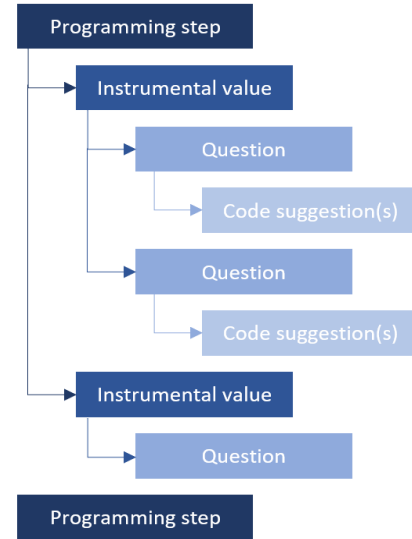 Programming step
Instrumental value
Question
Code suggestion(s)
Question
Code suggestion(s)
Instrumental value
Question
Programming step